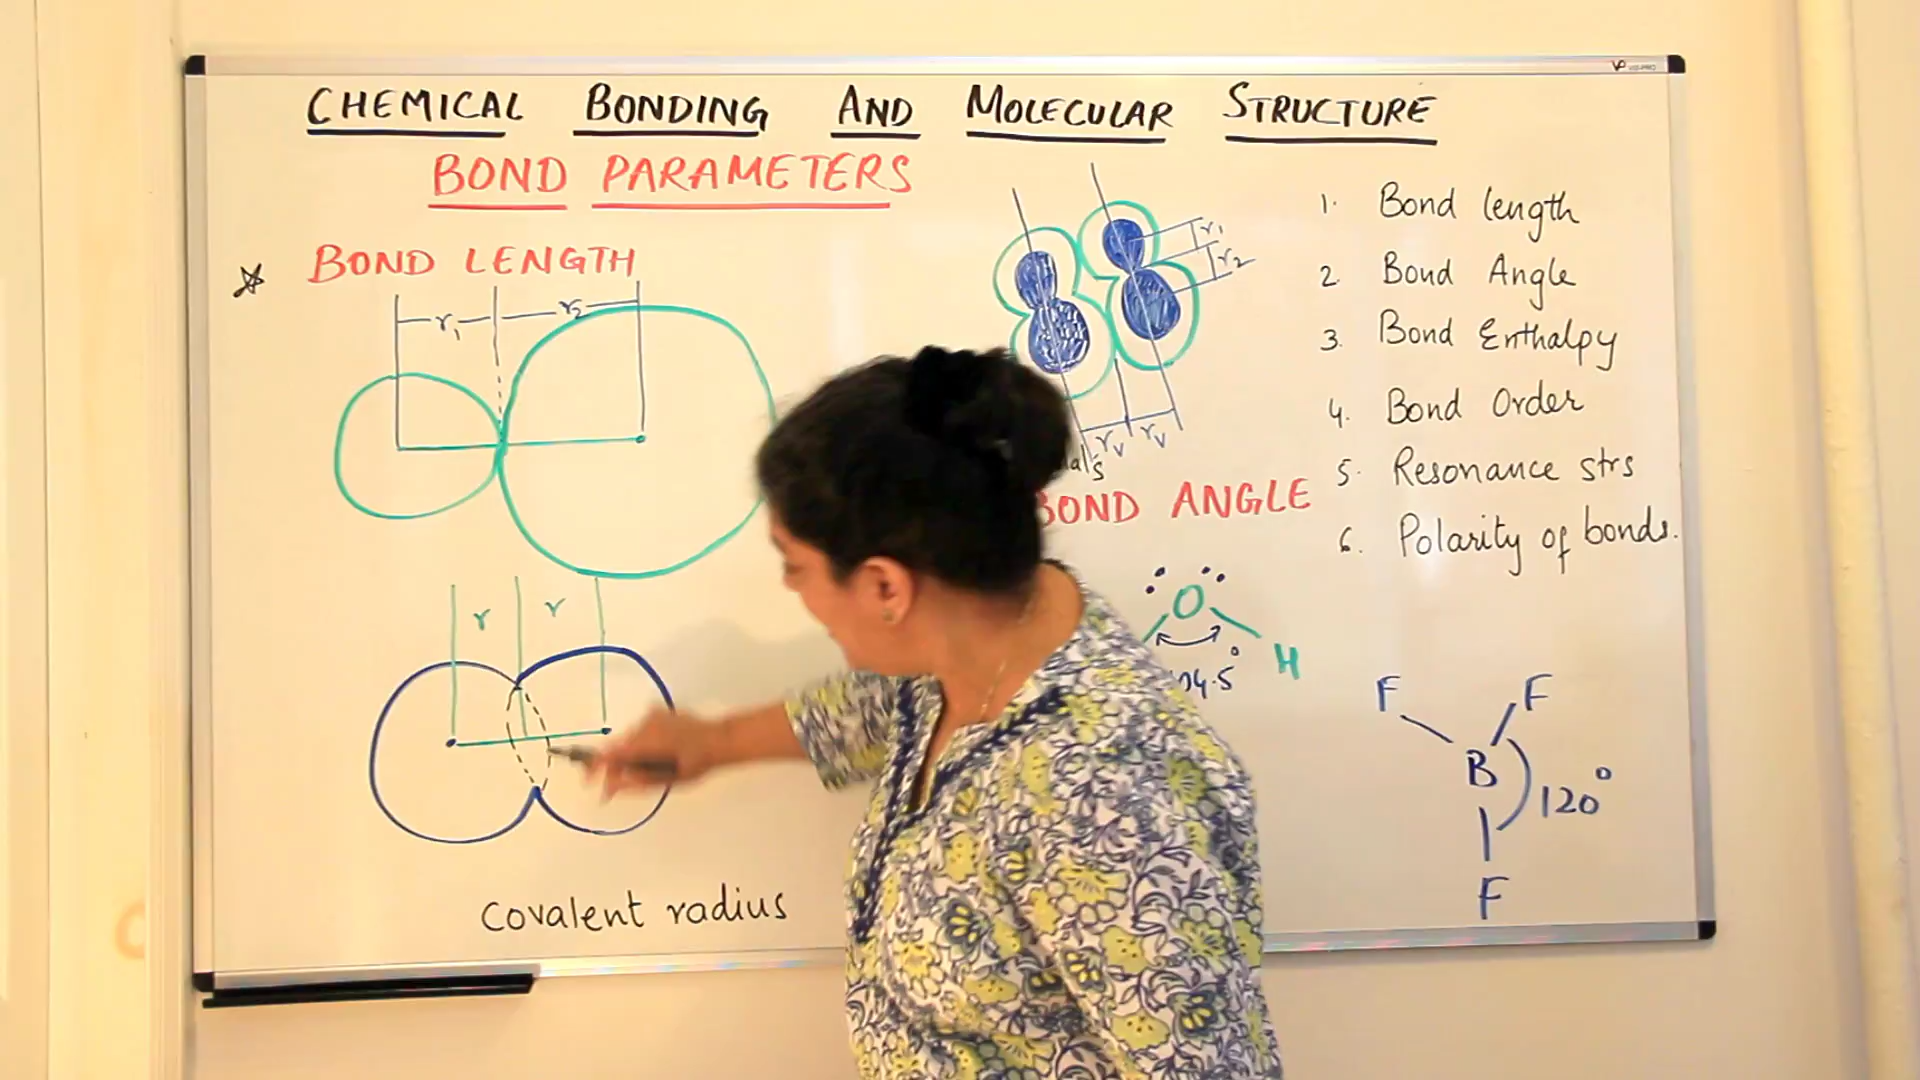 CHEMICAL BONDING AND MOLECULAR STRUCTURE
BOND PARAMETERS
BOND LENGTH
r1 r2
r r
Covalent radius
r1
r2
rv rv
BOND ANGLE
O
H
F F
B
120°
F
1. Bond length
2. Bond Angle
3. Bond Enthalpy
4. Bond Order
5. Resonance strs
6. Polarity of bonds.